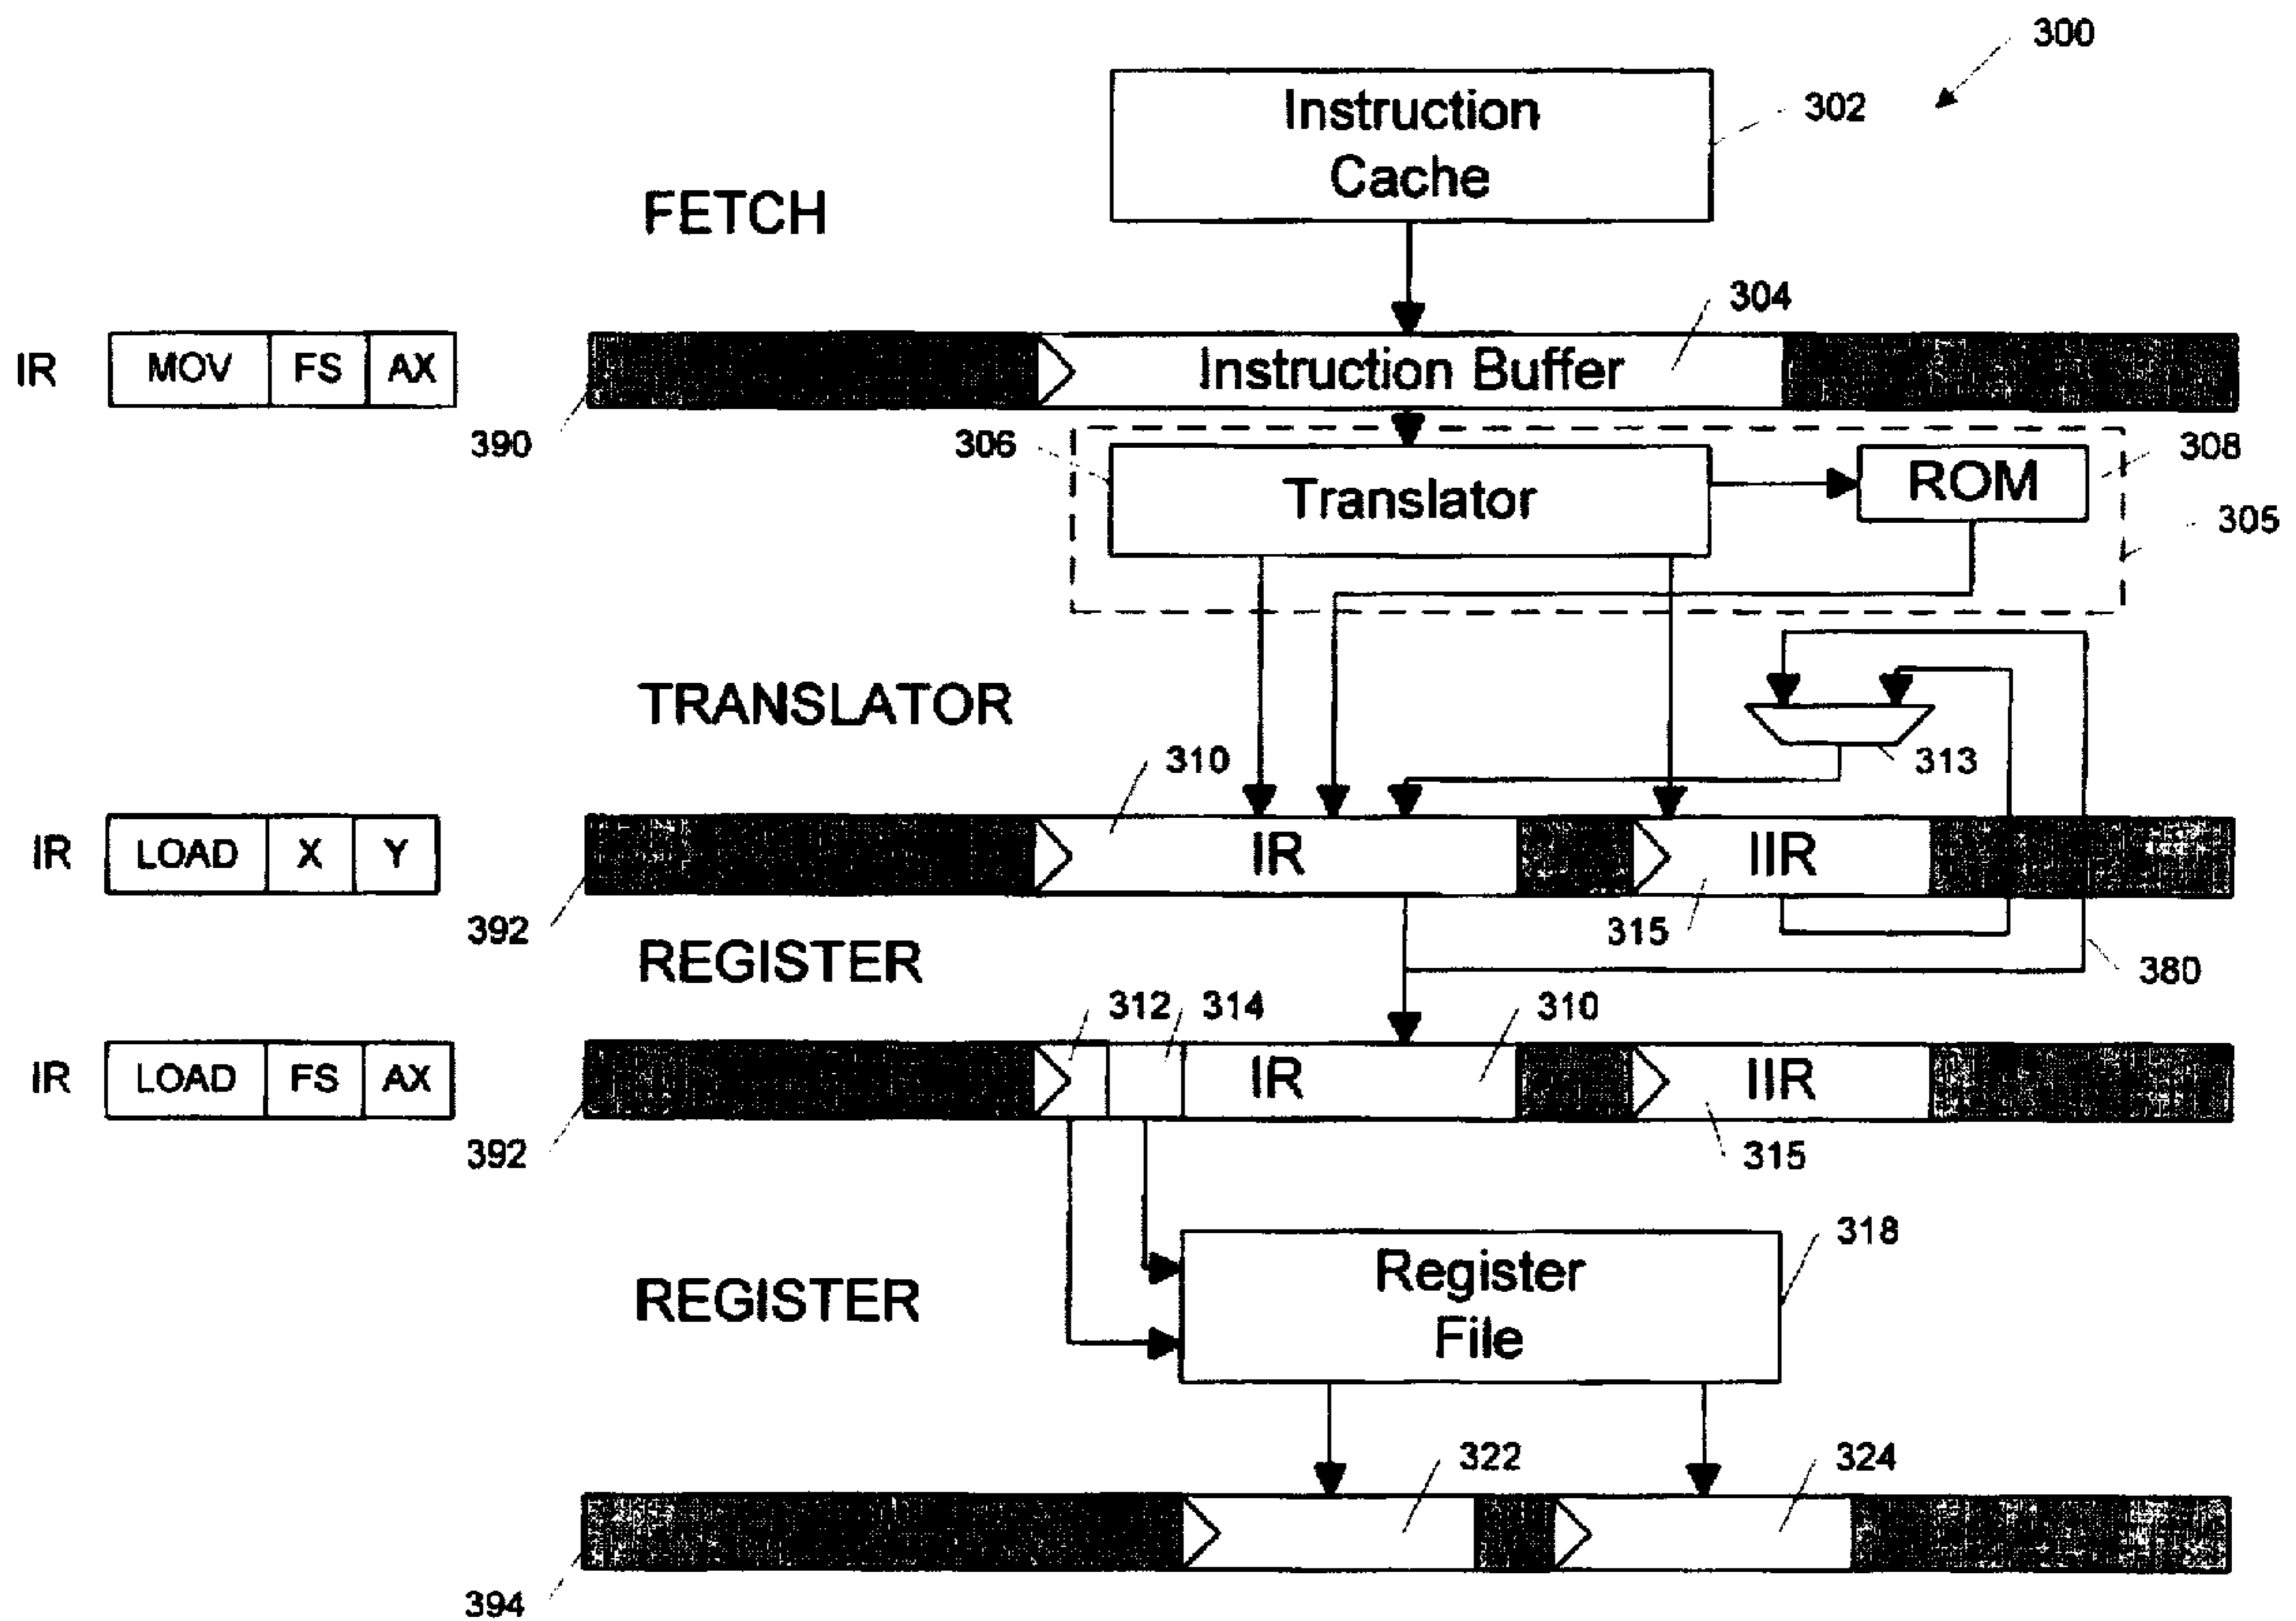 300
Instruction
Cache
302
FETCH
304
IR MOV FS AX
Instruction Buffer
390
306
308
Translator
ROM
305
TRANSLATOR
310
313
IR LOAD X Y
IR
IIR
392
315
REGISTER
380
312
314
310
IR LOAD FS AX
IR
IIR
392
315
318
Register
File
REGISTER
322
324
394